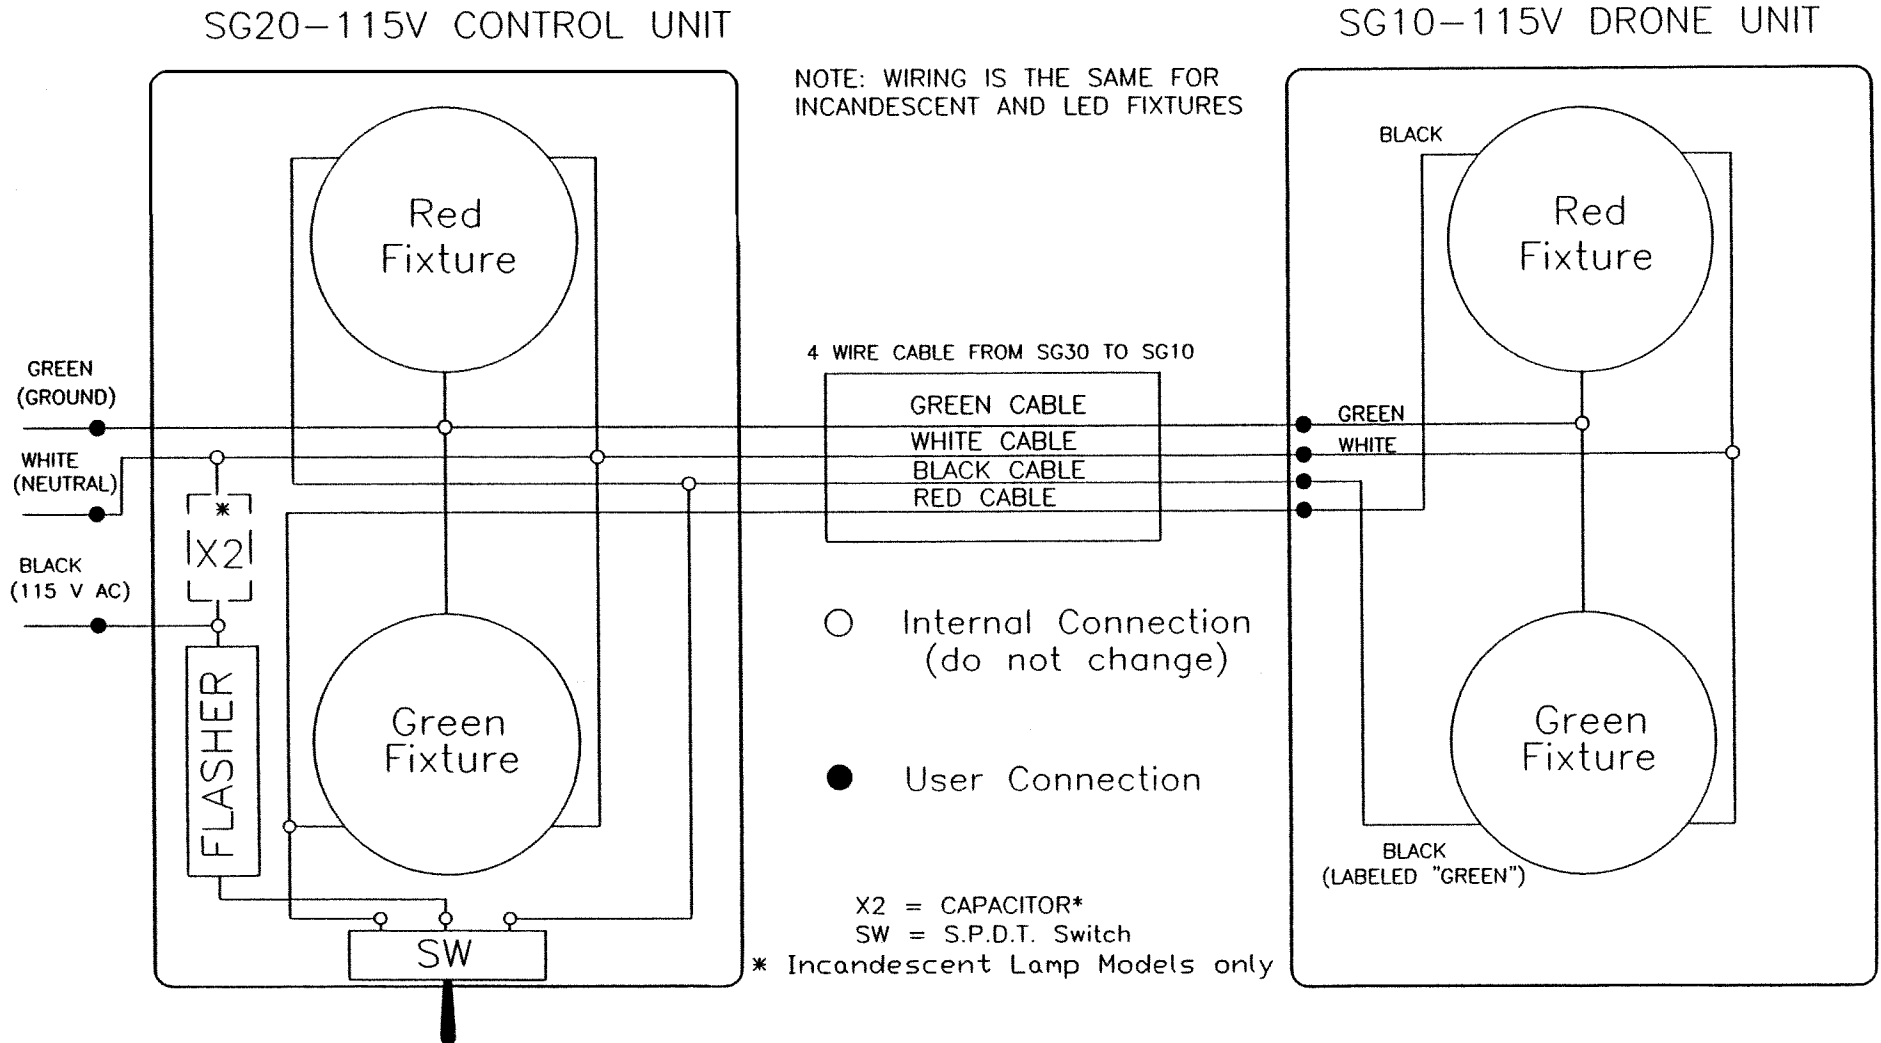 SG20-115V CONTROL UNIT
SG10-115V DRONE UNIT
NOTE: WIRING IS THE SAME FOR
INCANDESCENT AND LED FIXTURES
BLACK
Red
Fixture
Red
Fixture
4 WIRE CABLE FROM SG30 TO SG10
GREEN
(GROUND)
GREEN CABLE
GREEN
WHITE CABLE
WHITE
WHITE
(NEUTRAL)
BLACK CABLE
RED CABLE
*
X2
BLACK
(115 V AC)
Internal Connection
(do not change)
FLASHER
Green
Fixture
Green
Fixture
User Connection
BLACK
(LABELED "GREEN")
X2 = CAPACITOR*
SW = S.P.D.T. Switch
SW
* Incandescent Lamp Models only